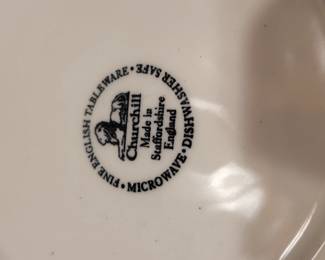 FINE ENGLISH TABLEWARE • DISHWASHER SAFE • MICROWAVE •
Churchill
Made in
Staffordshire
England